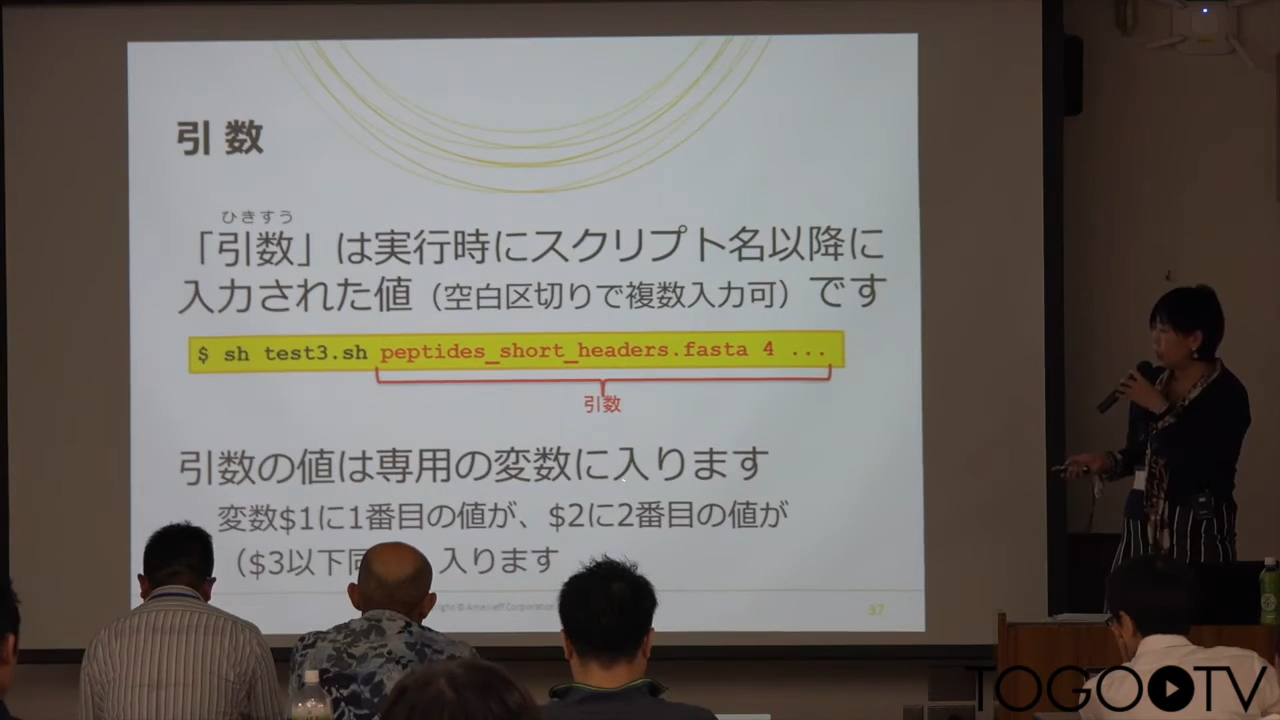 引 数
ひきすう
「引数」は実行時にスクリプト名以降に
入力された値（空白区切りで複数入力可）です
$ sh test3.sh peptides_short_headers.fasta 4 ...
引数
引数の値は専用の変数に入ります
変数$1に1番目の値が、$2に2番目の値が
（$3以下同 入ります
Corporation
37
TOGOTV